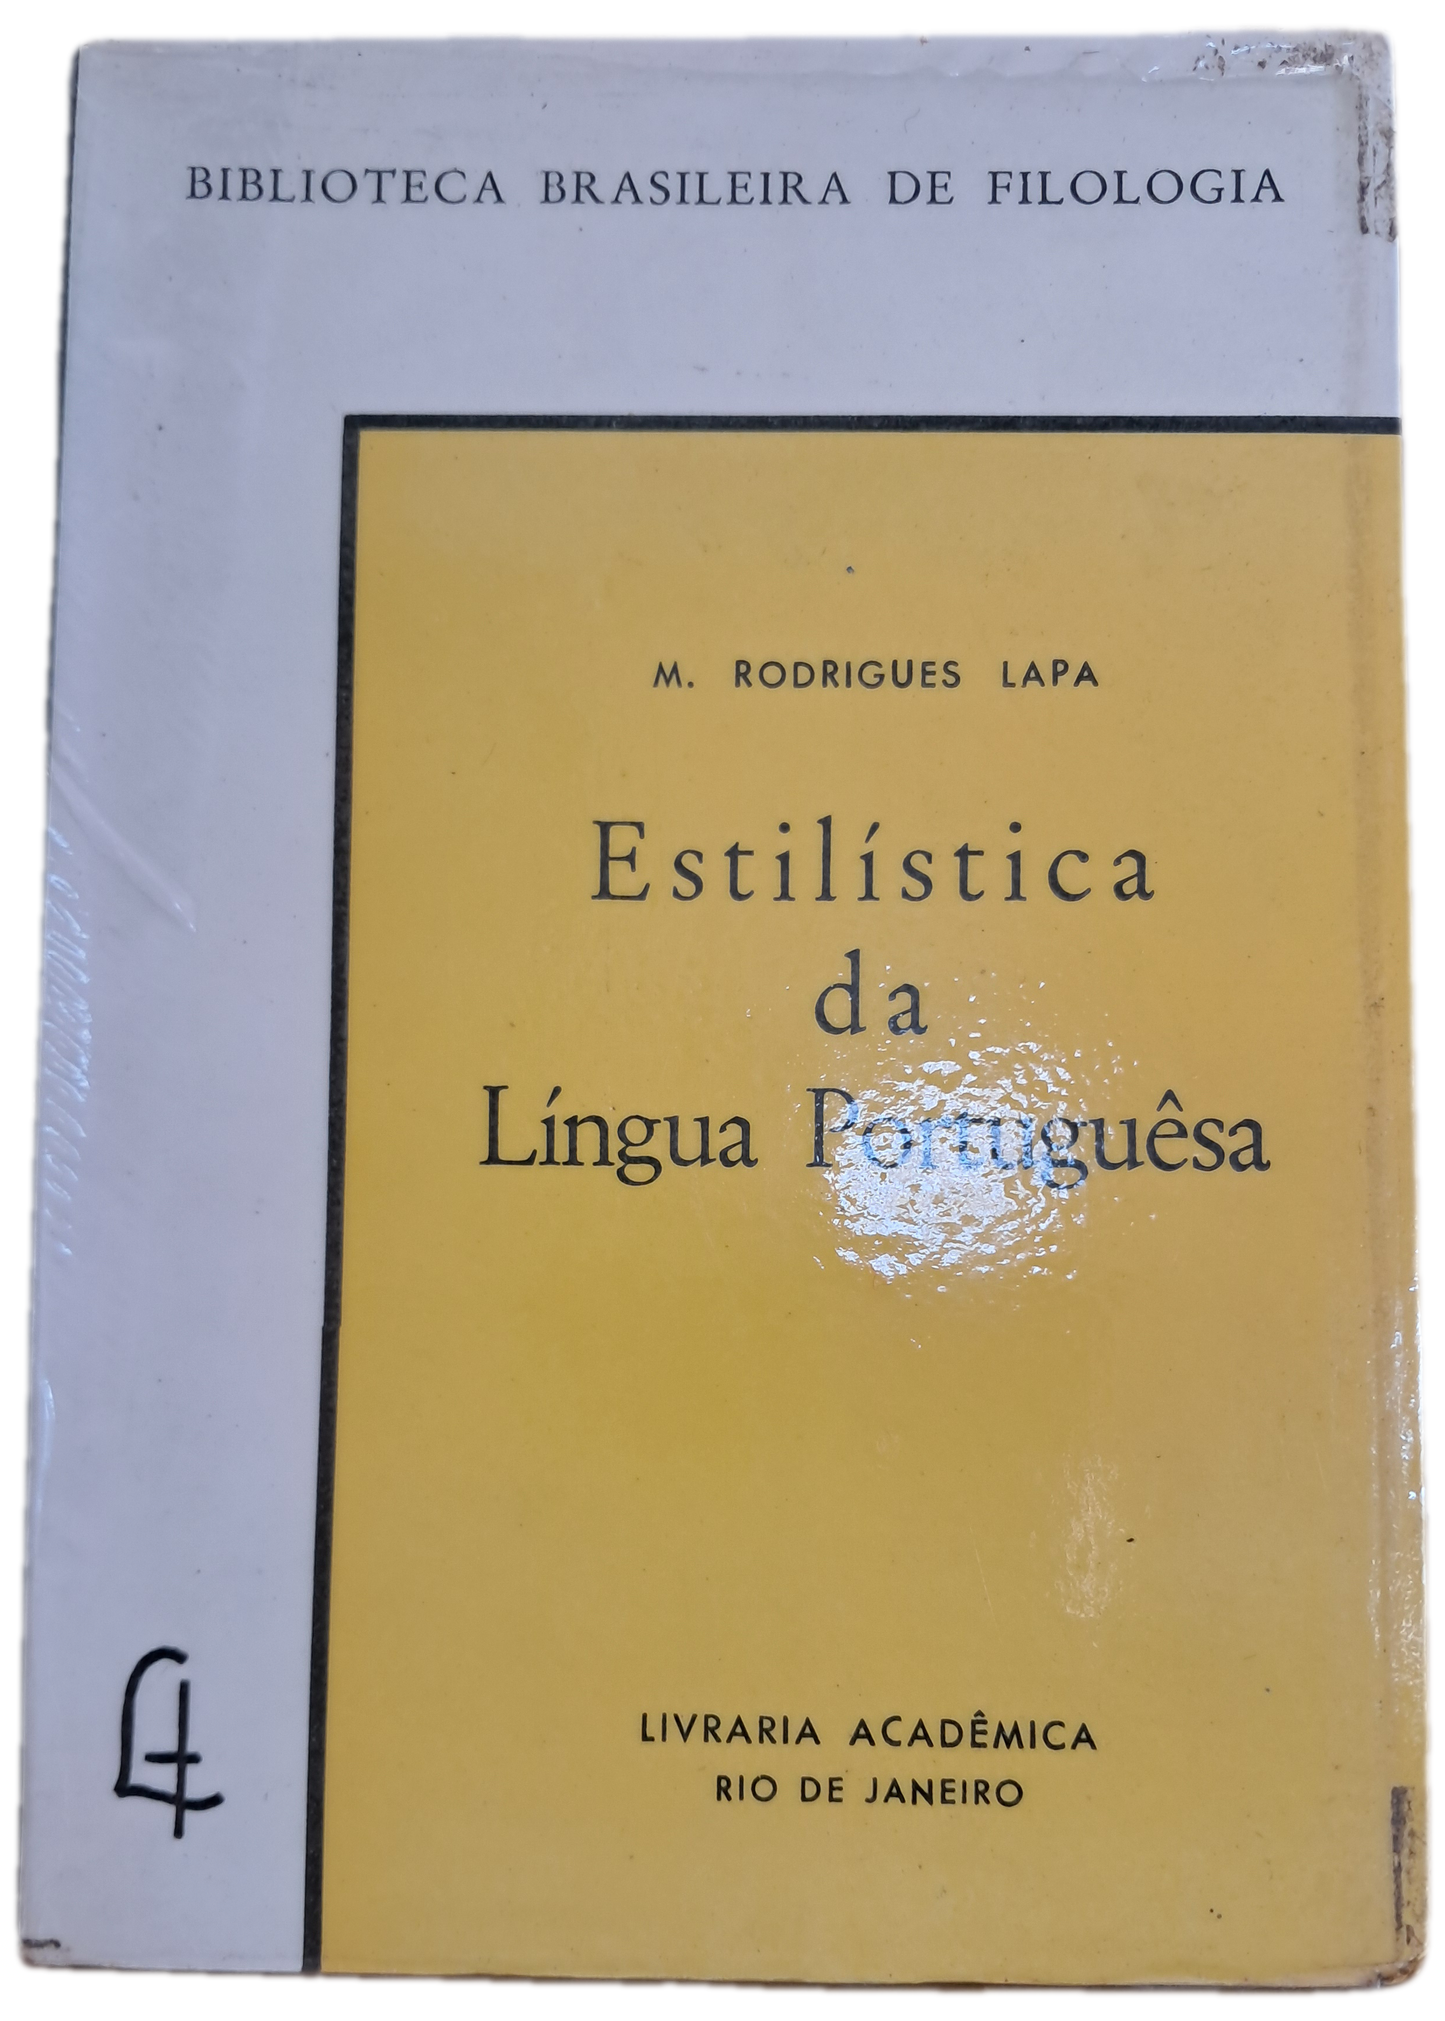 BIBLIOTECA BRASILEIRA DE FILOLOGIA
M. RODRIGUES LAPA
Estilística
da
Língua Portuguêsa
LIVRARIA ACADÊMICA
RIO DE JANEIRO